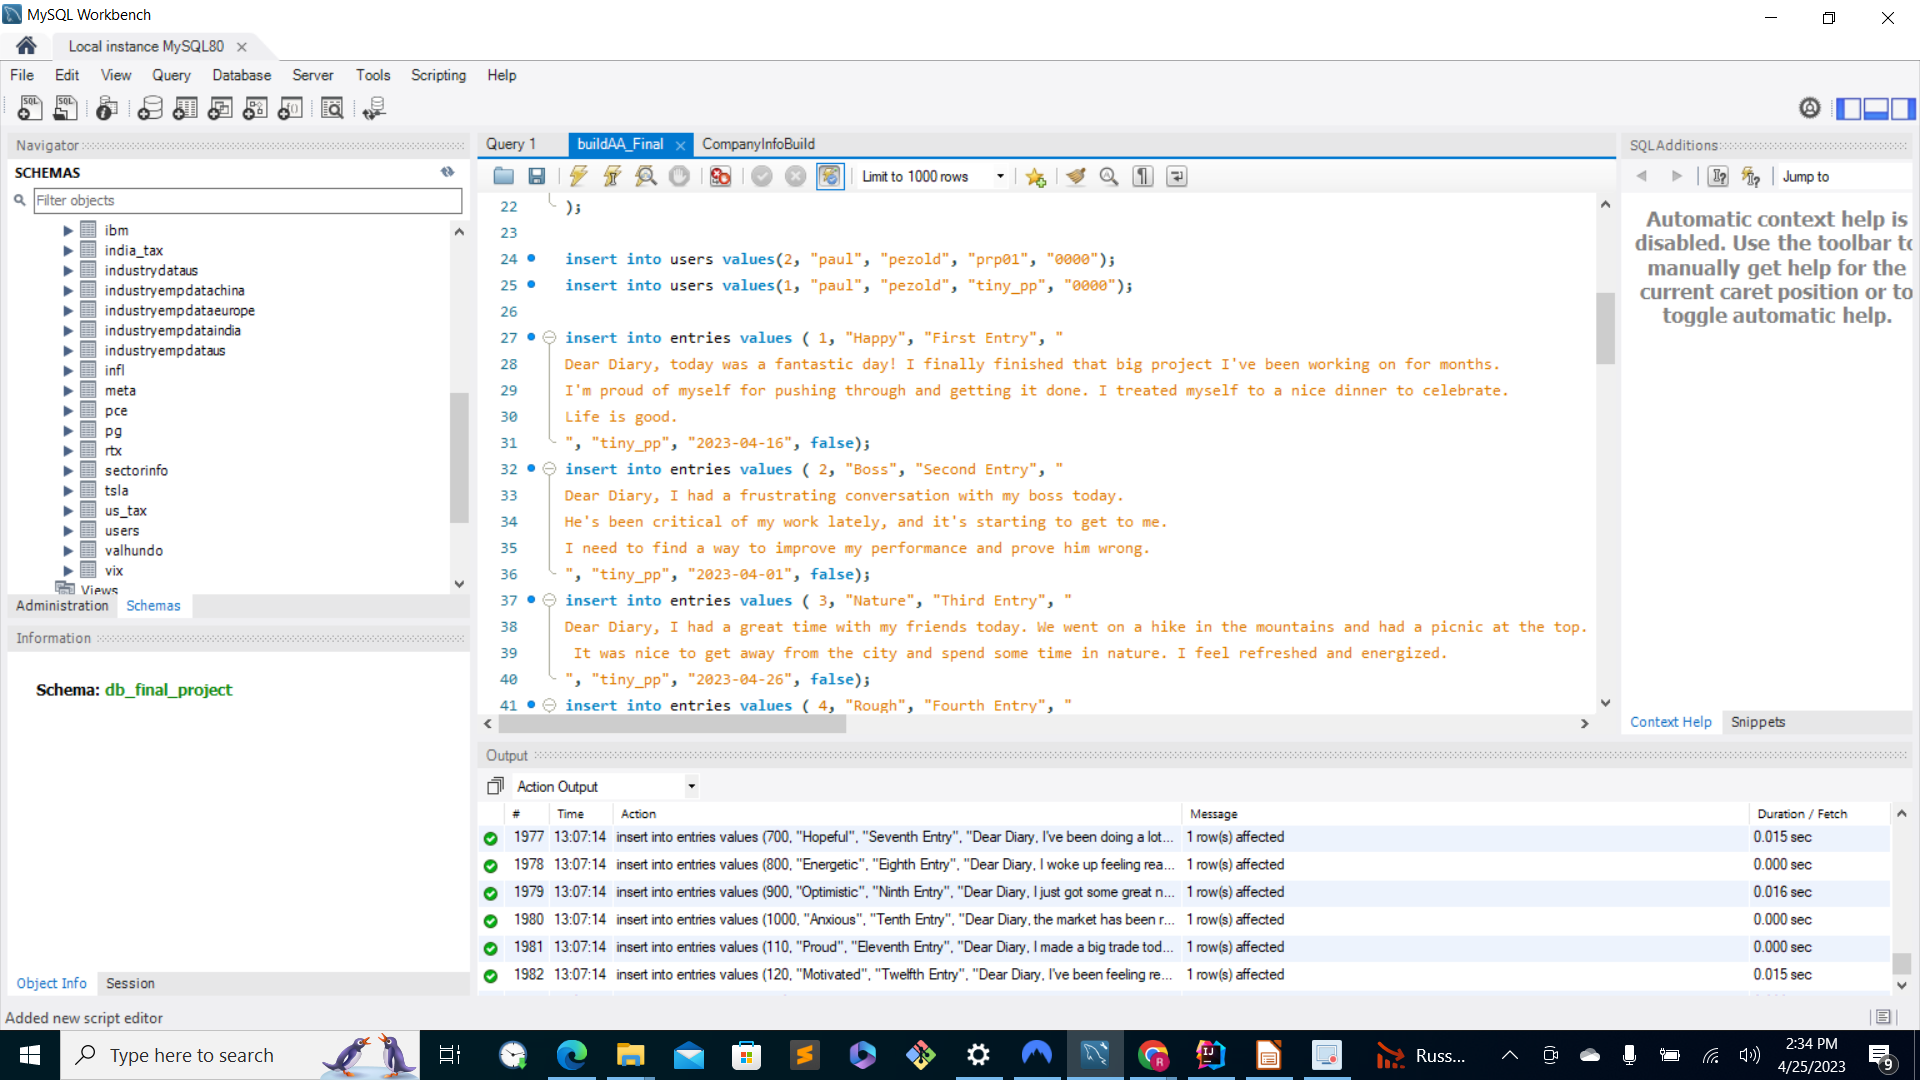 MySQL Workbench
Local instance MySQL80
File Edit View Query Database Server Tools Scripting Help
Navigator
SCHEMAS
Filter objects
ibm
india_tax
industrydataus
industryempdatachina
industryempdataeurope
industryempdataindia
industryempdataus
infl
meta
pce
pg
rtx
sectorinfo
tsla
us_tax
users
valhundo
vix
Views
Administration Schemas
Information
Schema: db_final_project
Object Info Session
Added new script editor
Query 1 buildAA_Final CompanyInfoBuild
Limit to 1000 rows
22 );
23
24 insert into users values(2, "paul", "pezold", "prp01", "0000");
25 insert into users values(1, "paul", "pezold", "tiny_pp", "0000");
26
27 insert into entries values ( 1, "Happy", "First Entry", "
28 Dear Diary, today was a fantastic day! I finally finished that big project I've been working on for months.
29 I'm proud of myself for pushing through and getting it done. I treated myself to a nice dinner to celebrate.
30 Life is good.
31 ", "tiny_pp", "2023-04-16", false);
32 insert into entries values ( 2, "Boss", "Second Entry", "
33 Dear Diary, I had a frustrating conversation with my boss today.
34 He's been critical of my work lately, and it's starting to get to me.
35 I need to find a way to improve my performance and prove him wrong.
36 ", "tiny_pp", "2023-04-01", false);
37 insert into entries values ( 3, "Nature", "Third Entry", "
38 Dear Diary, I had a great time with my friends today. We went on a hike in the mountains and had a picnic at the top.
39 It was nice to get away from the city and spend some time in nature. I feel refreshed and energized.
40 ", "tiny_pp", "2023-04-26", false);
41 insert into entries values ( 4, "Rough", "Fourth Entry", "
SQLAdditions
Jump to
Automatic context help is
disabled. Use the toolbar to
manually get help for the
current caret position or to
toggle automatic help.
Context Help Snippets
Output
Action Output
# Time Action Message Duration / Fetch
1977 13:07:14 insert into entries values (700, "Hopeful", "Seventh Entry", "Dear Diary, I've been doing a lot... 1 row(s) affected 0.015 sec
1978 13:07:14 insert into entries values (800, "Energetic", "Eighth Entry", "Dear Diary, I woke up feeling rea... 1 row(s) affected 0.000 sec
1979 13:07:14 insert into entries values (900, "Optimistic", "Ninth Entry", "Dear Diary, I just got some great n... 1 row(s) affected 0.016 sec
1980 13:07:14 insert into entries values (1000, "Anxious", "Tenth Entry", "Dear Diary, the market has been r... 1 row(s) affected 0.000 sec
1981 13:07:14 insert into entries values (110, "Proud", "Eleventh Entry", "Dear Diary, I made a big trade tod... 1 row(s) affected 0.000 sec
1982 13:07:14 insert into entries values (120, "Motivated", "Twelfth Entry", "Dear Diary, I've been feeling re... 1 row(s) affected 0.015 sec
Type here to search
Russ...
2:34 PM
4/25/2023
9